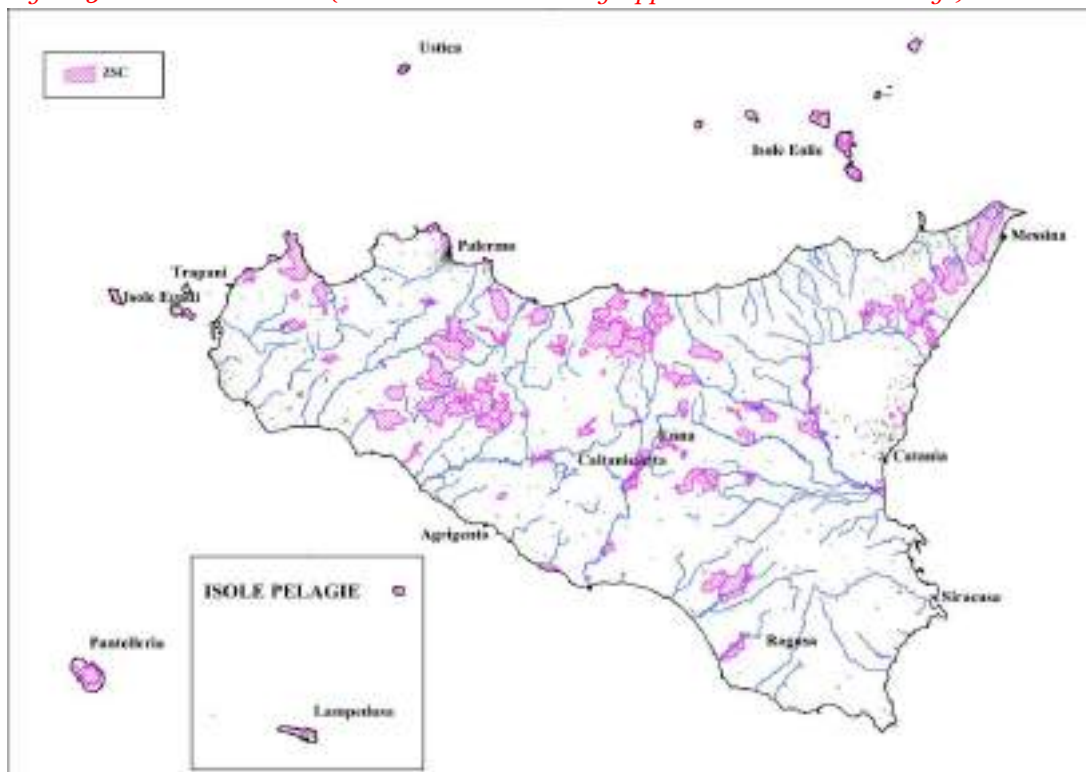 Ustica
ZSC
Isole Eolie
Messina
Palermo
Trapani
Isole Egadi
Enna
Caltanissetta
Catania
Agrigento
ISOLE PELAGIE
Siracusa
Ragusa
Pantelleria
Lampedusa